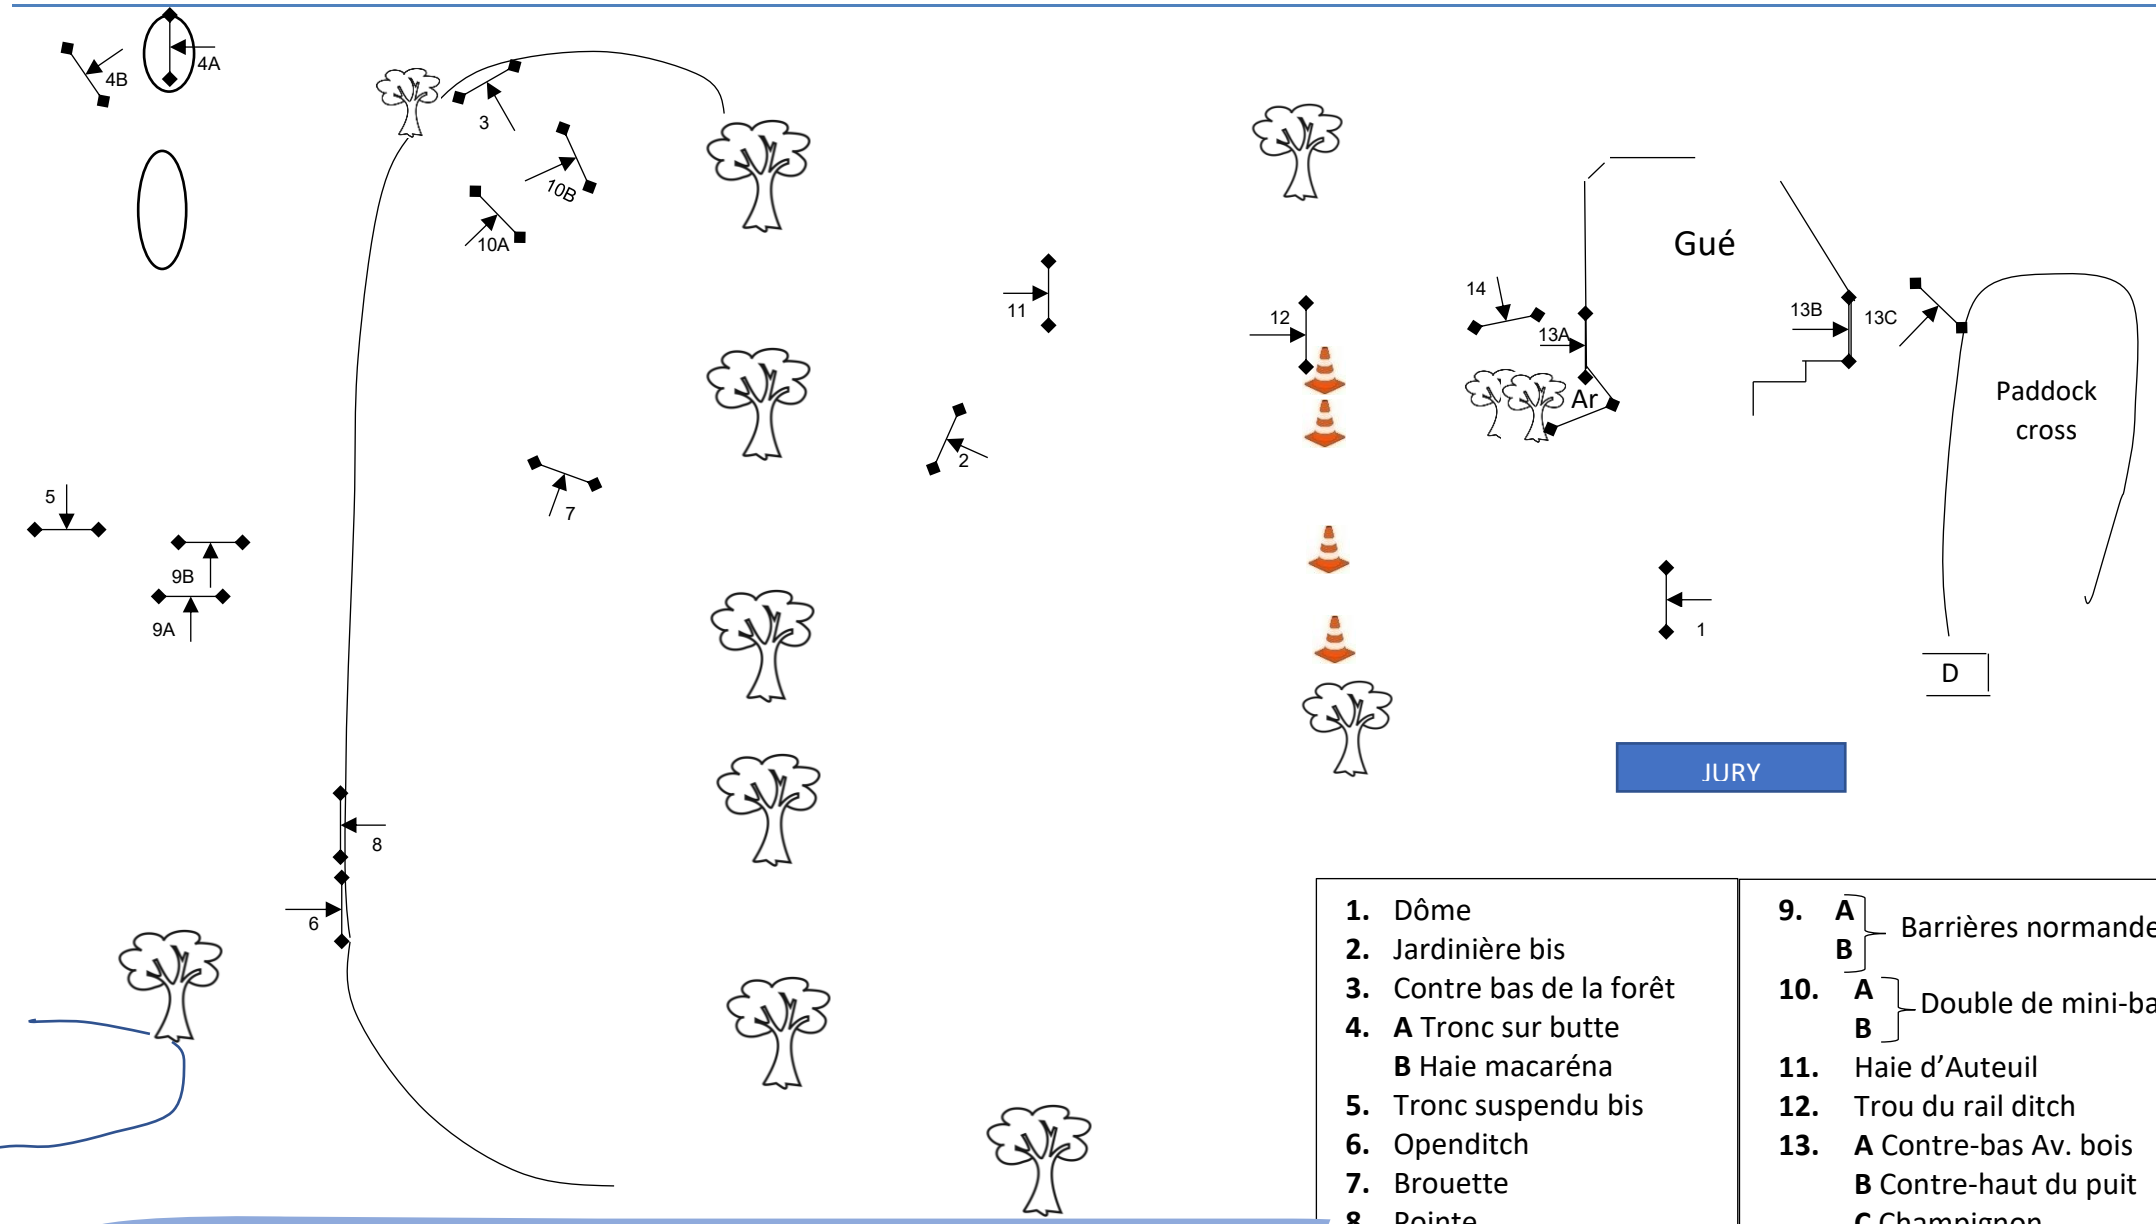 4A
4B
3
10B
10A
Gué
11
14
12
13A
13B
13C
Ar
Paddock
cross
2
7
5
9B
9A
1
D
JURY
8
6
1. Dôme
2. Jardinière bis
3. Contre bas de la forêt
4. A Tronc sur butte
B Haie macaréna
5. Tronc suspendu bis
6. Openditch
7. Brouette
8. Pointe
9. A
B
Barrières normande
10. A
B
Double de mini-ba
11. Haie d’Auteuil
12. Trou du rail ditch
13. A Contre-bas Av. bois
B Contre-haut du puit
C Champignon